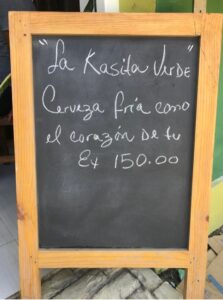 "La Kasita Verde"
Cerveza fría como
el corazón de tu
Ex 150.00